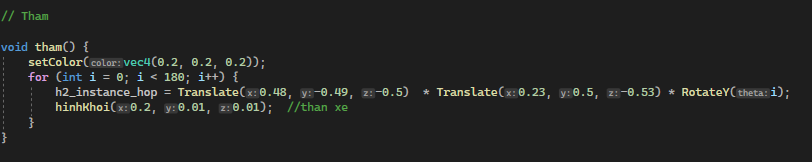 // Tham
void tham() {
setColor(color:vec4(0.2, 0.2, 0.2));
for (int i = 0; i < 180; i++) {
h2_instance_hop = Translate(x:0.48, y:-0.49, z:-0.5) * Translate(x:0.23, y:0.5, z:-0.53) * RotateY(theta:i);
hinhKhoi(x:0.2, y:0.01, z:0.01); //than xe
}
}